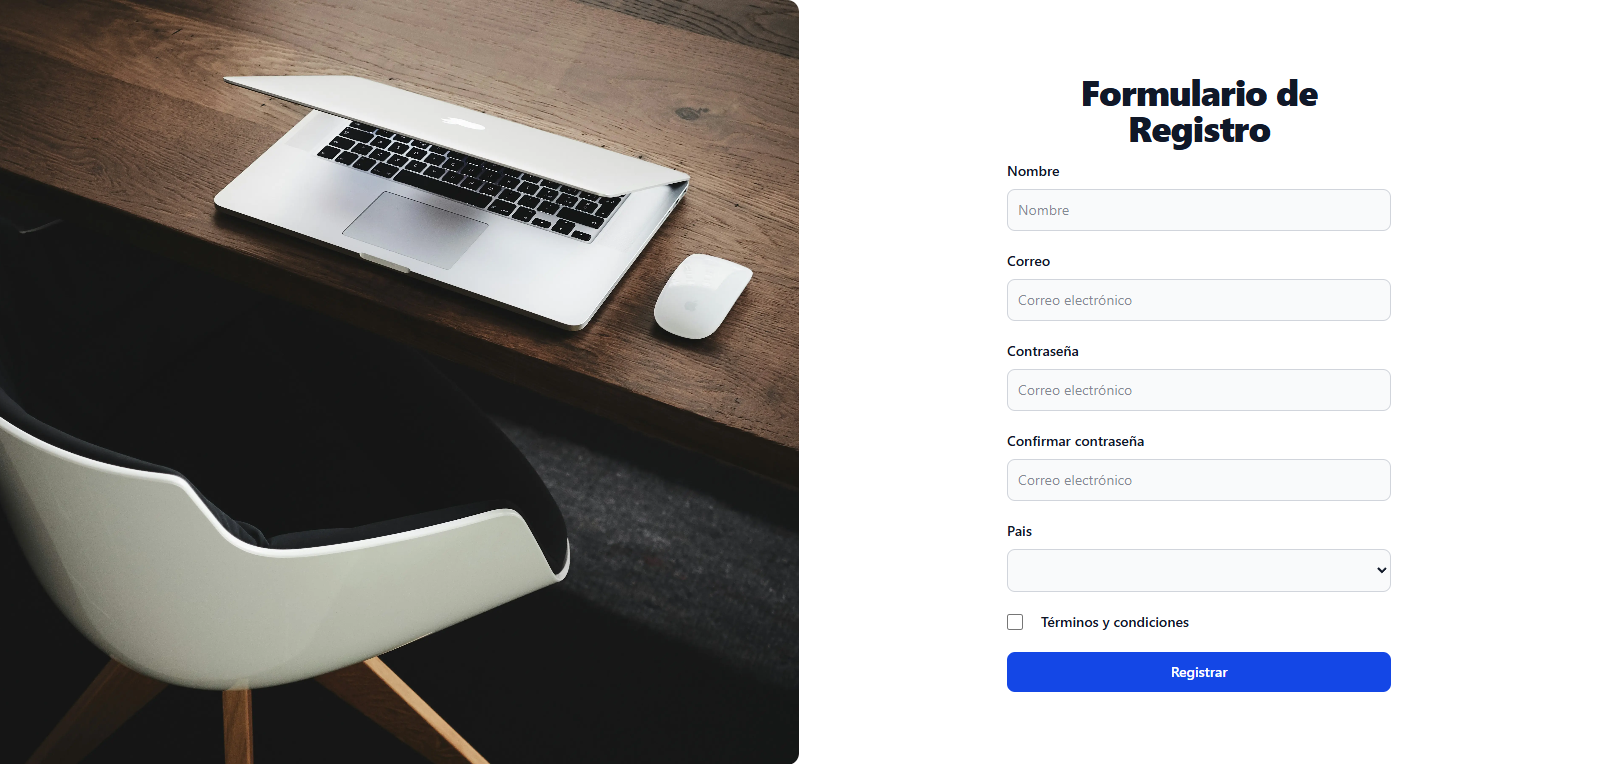 Formulario de
Registro
Nombre
Nombre
Correo
Correo electrónico
Contraseña
Correo electrónico
Confirmar contraseña
Correo electrónico
Pais
Términos y condiciones
Registrar